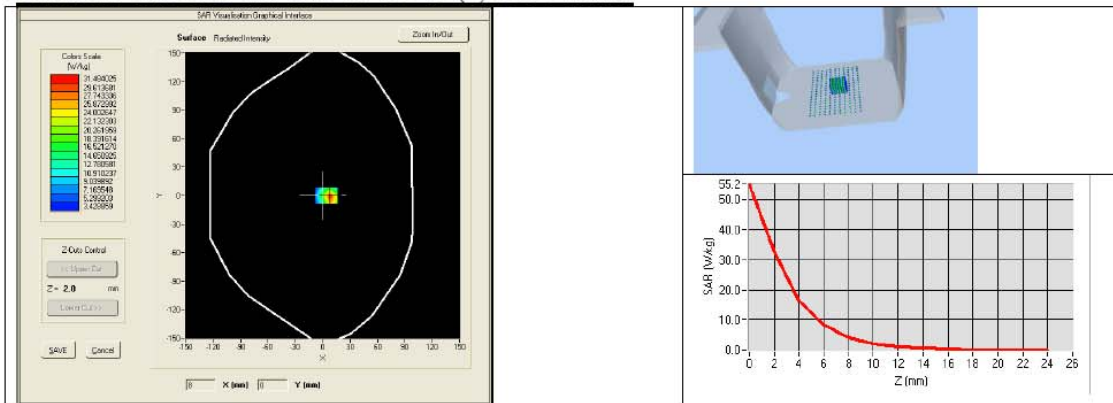 SAR Visualisation Graphical Interface
Surface Radiated Intensity
Zoom In/Out
Colors Scale
(W/kg)
31.484025
29.613681
27.743336
25.872992
24.002647
22.132303
20.261959
18.391614
16.521270
14.650925
12.780581
10.910237
9.039892
7.169548
5.299203
3.428859
Z-Cuts Control
<< Upper Cut
Z = 2.0 mm
Lower Cut >>
SAVE Cancel
150
120
90
60
30
Y 0
-30
-60
-90
-120
-150
-150 -120 -90 -60 -30 0 30 60 90 120 150
X
8 X (mm) 0 Y (mm)
55.2
50.0
40.0
30.0
20.0
10.0
0.0
SAR (W/kg)
0 2 4 6 8 10 12 14 16 18 20 22 24 26
Z (mm)